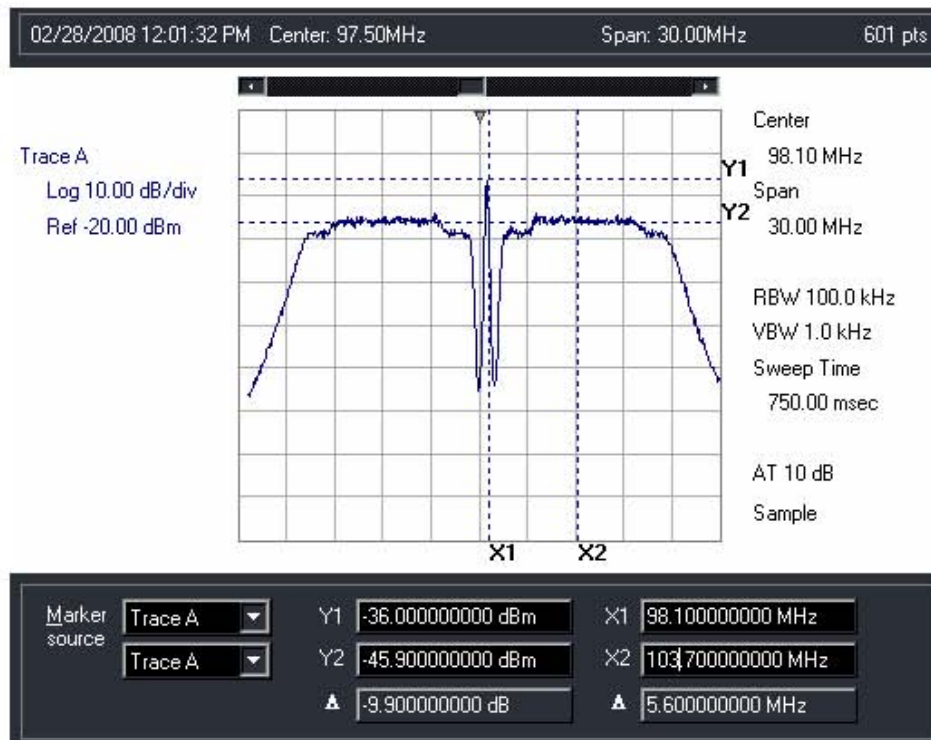 02/28/2008 12:01:32 PM Center: 97.50MHz Span: 30.00MHz 601 pts
Trace A
Log 10.00 dB/div
Ref -20.00 dBm
Y1
Y2
X1 X2
Center
98.10 MHz
Span
30.00 MHz
RBW 100.0 kHz
VBW 1.0 kHz
Sweep Time
750.00 msec
AT 10 dB
Sample
Marker source
Trace A
Trace A
Y1 -36.000000000 dBm X1 98.100000000 MHz
Y2 -45.900000000 dBm X2 103.700000000 MHz
Δ -9.900000000 dB Δ 5.600000000 MHz